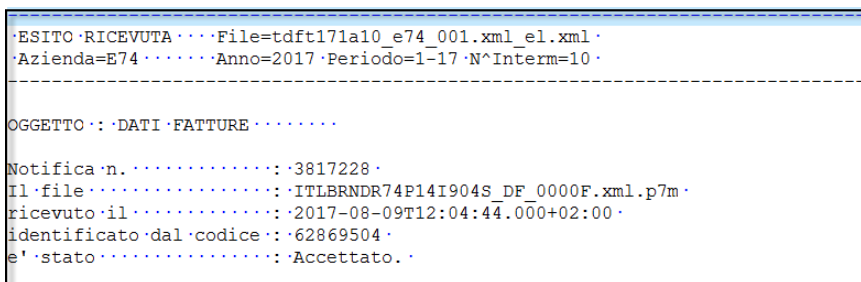 ESITO RICEVUTA    File=tdft171a10_e74_001.xml_el.xml
Azienda=E74       Anno=2017 Periodo=1-17 N^Interm=10
OGGETTO : DATI FATTURE
Notifica n.              : 3817228
Il file                  : ITLBRNDR74P14I904S_DF_0000F.xml.p7m
ricevuto il              : 2017-08-09T12:04:44.000+02:00
identificato dal codice  : 62869504
e' stato                 : Accettato.